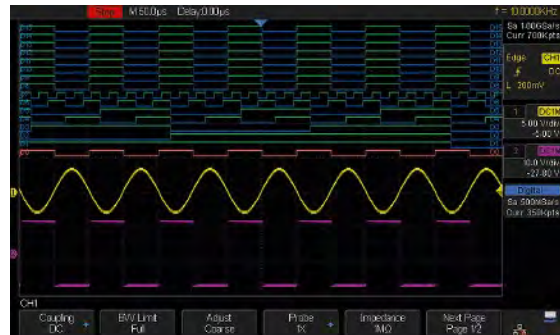 Stop M 50.0µs Delay:0.00µs f = 10.0000KHz
Sa 1.00GSa/s
Curr 700Kpts
Edge CH1
DC
L 300mV
1 DC1M
5.00 V/div
-5.00 V
2 DC1M
10.0 V/div
-27.80 V
Digital
Sa 500MSa/s
Curr 350Kpts
CH1
Coupling BW Limit Adjust Probe Impedance Next Page
DC Full Coarse 1X 1MΩ Page 1/2